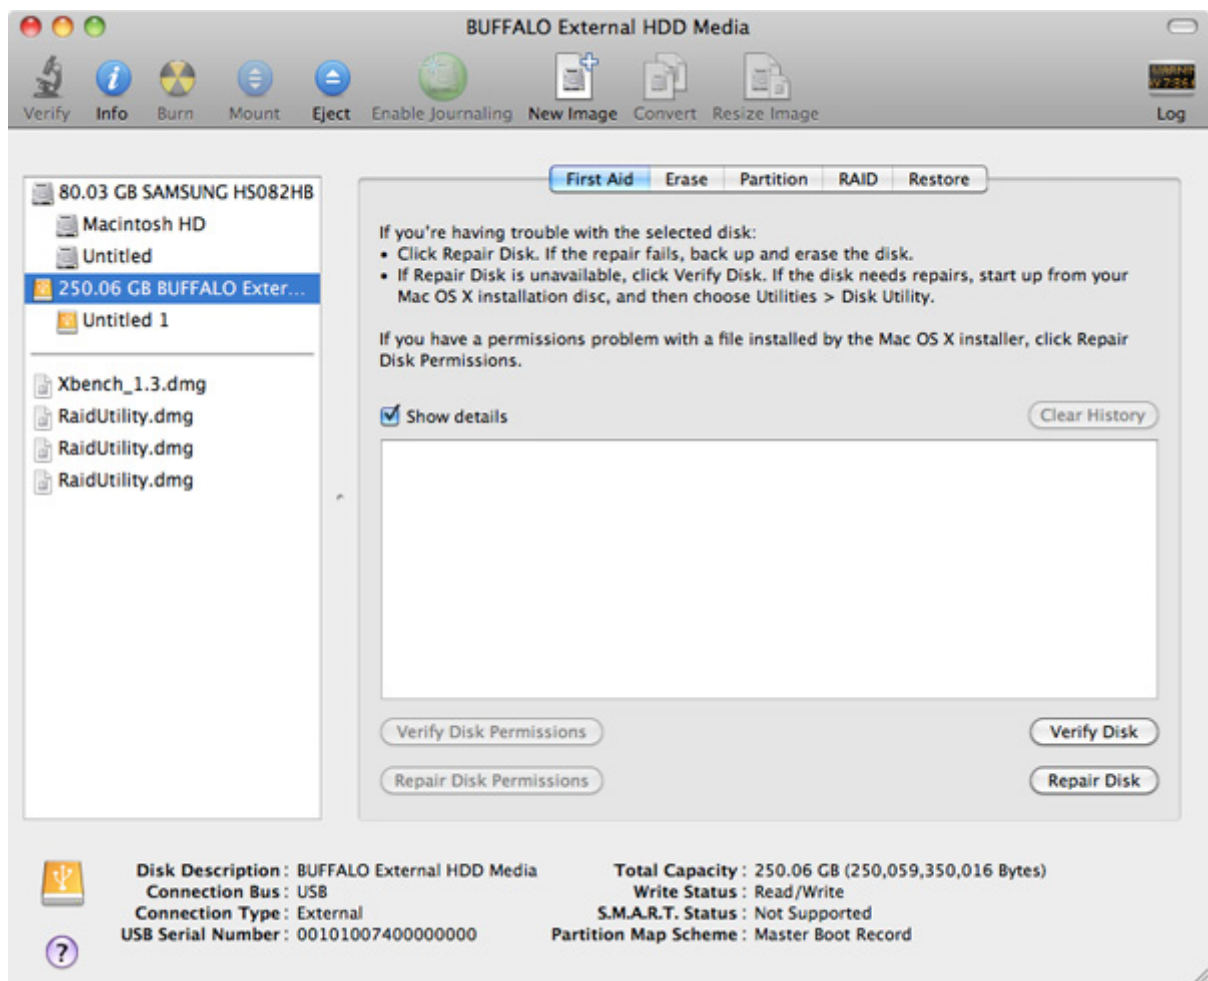 BUFFALO External HDD Media
Verify Info Burn Mount Eject Enable Journaling New Image Convert Resize Image Log
80.03 GB SAMSUNG HS082HB
Macintosh HD
Untitled
250.06 GB BUFFALO Exter...
Untitled 1
Xbench_1.3.dmg
RaidUtility.dmg
RaidUtility.dmg
RaidUtility.dmg
First Aid Erase Partition RAID Restore
If you're having trouble with the selected disk:
• Click Repair Disk. If the repair fails, back up and erase the disk.
• If Repair Disk is unavailable, click Verify Disk. If the disk needs repairs, start up from your
Mac OS X installation disc, and then choose Utilities > Disk Utility.
If you have a permissions problem with a file installed by the Mac OS X installer, click Repair
Disk Permissions.
Show details
Clear History
Verify Disk Permissions
Verify Disk
Repair Disk Permissions
Repair Disk
Disk Description : BUFFALO External HDD Media
Connection Bus : USB
Connection Type : External
USB Serial Number : 00101007400000000
Total Capacity : 250.06 GB (250,059,350,016 Bytes)
Write Status : Read/Write
S.M.A.R.T. Status : Not Supported
Partition Map Scheme : Master Boot Record
?